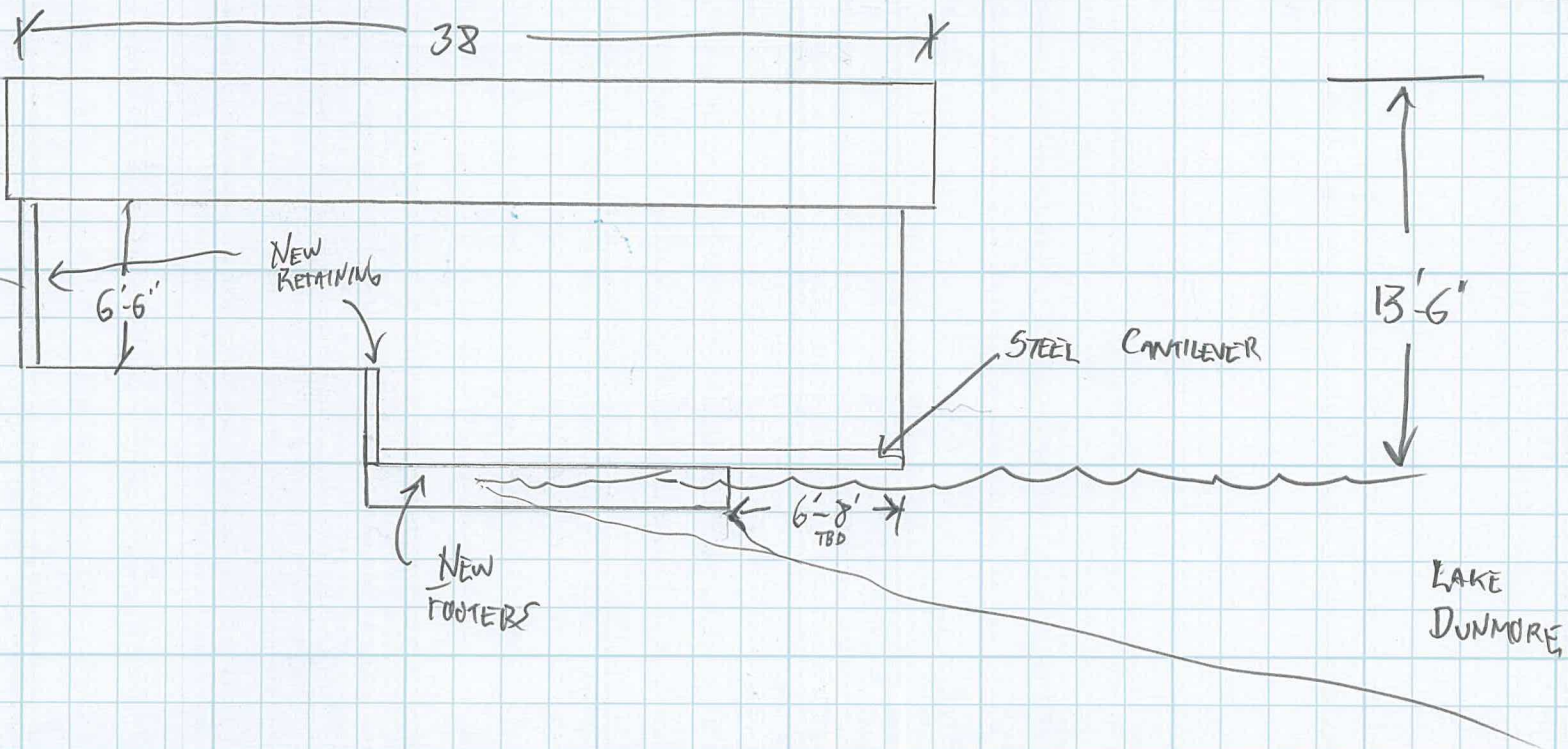 38
NEW
RETAINING
6'-6"
13'-6"
STEEL CANTILEVER
6'-8'
TBD
NEW
FOOTERS
LAKE
DUNMORE